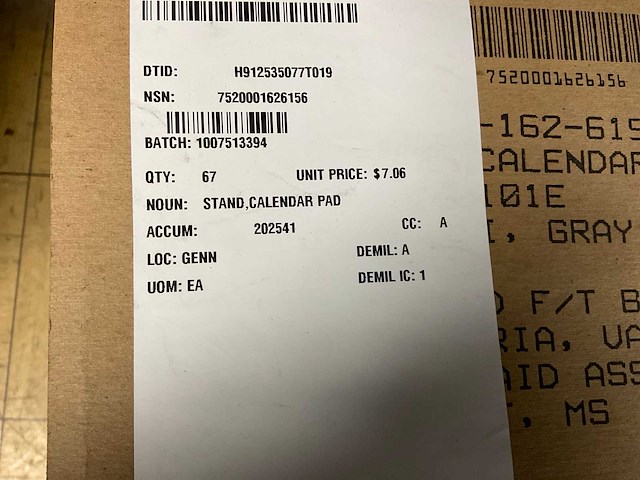 DTID: H912535077T019
NSN: 7520001626156
BATCH: 1007513394
QTY: 67 UNIT PRICE: $7.06
NOUN: STAND,CALENDAR PAD
ACCUM: 202541 CC: A
LOC: GENN DEMIL: A
UOM: EA DEMIL IC: 1
7520001626156
-162-615
CALENDAR
101E
, GRAY
F/T B
RIA, VA
AID ASS
, MS